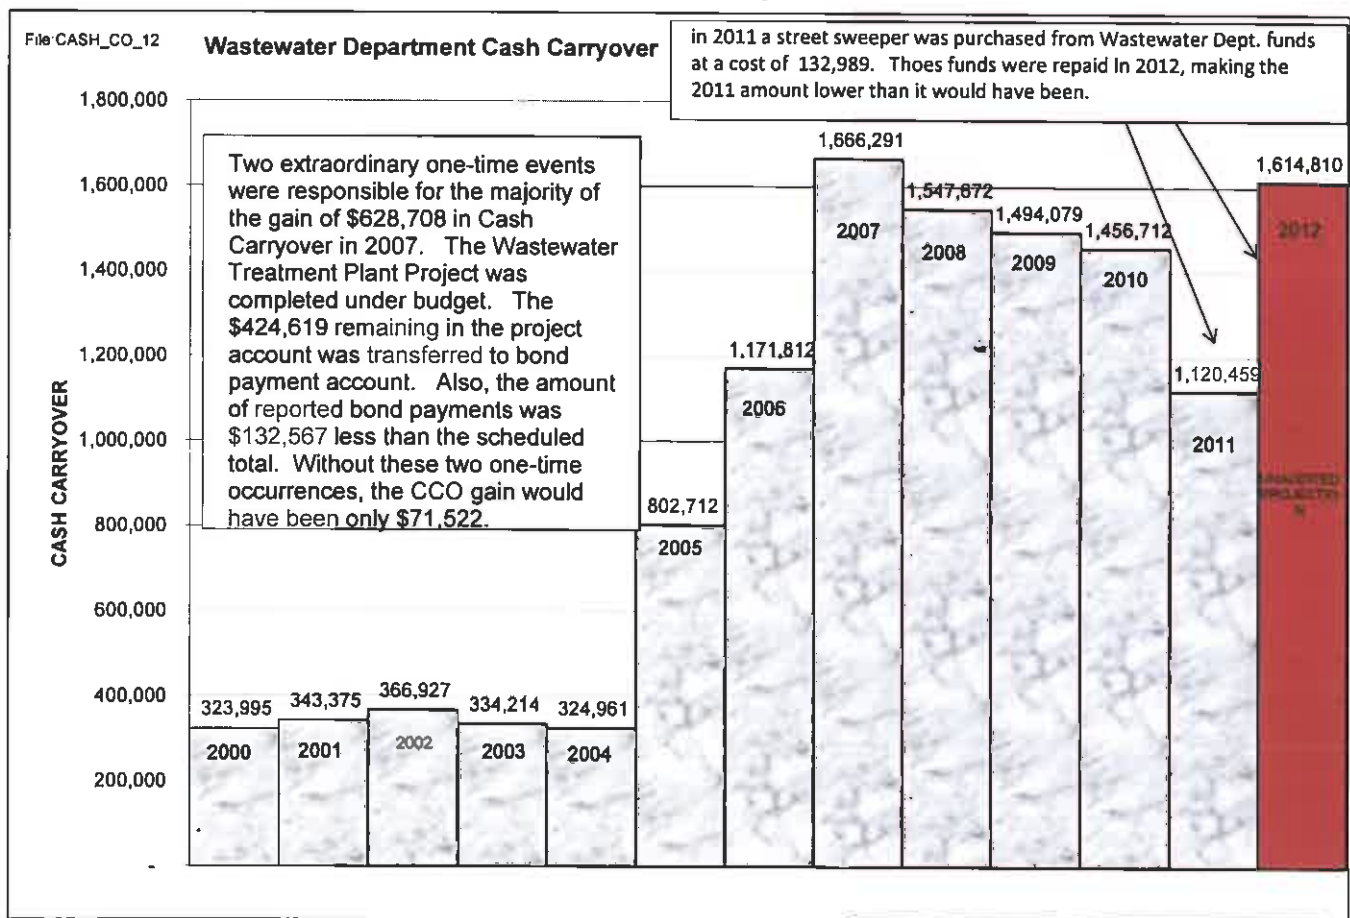 File:CASH_CO_12
Wastewater Department Cash Carryover
in 2011 a street sweeper was purchased from Wastewater Dept. funds
at a cost of 132,989. Thoes funds were repaid In 2012, making the
2011 amount lower than it would have been.
Two extraordinary one-time events
were responsible for the majority of
the gain of $628,708 in Cash
Carryover in 2007. The Wastewater
Treatment Plant Project was
completed under budget. The
$424,619 remaining in the project
account was transferred to bond
payment account. Also, the amount
of reported bond payments was
$132,567 less than the scheduled
total. Without these two one-time
occurrences, the CCO gain would
have been only $71,522.
CASH CARRYOVER
1,800,000
1,600,000
1,400,000
1,200,000
1,000,000
800,000
600,000
400,000
200,000
-
323,995
2000
343,375
2001
366,927
2002
334,214
2003
324,961
2004
802,712
2005
1,171,812
2006
1,666,291
2007
1,547,672
2008
1,494,079
2009
1,456,712
2010
1,120,459
2011
1,614,810
2012